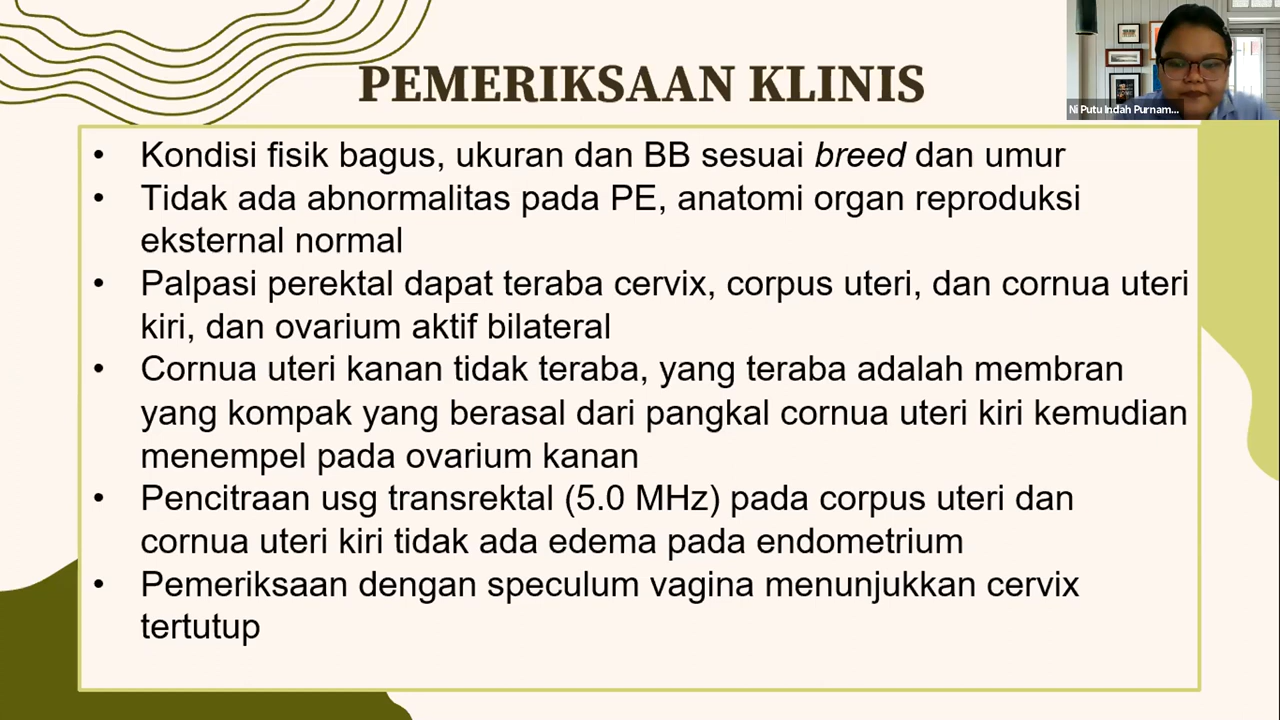 PEMERIKSAAN KLINIS
Ni Putu Indah Purnam...
• Kondisi fisik bagus, ukuran dan BB sesuai breed dan umur
• Tidak ada abnormalitas pada PE, anatomi organ reproduksi
eksternal normal
• Palpasi perektal dapat teraba cervix, corpus uteri, dan cornua uteri
kiri, dan ovarium aktif bilateral
• Cornua uteri kanan tidak teraba, yang teraba adalah membran
yang kompak yang berasal dari pangkal cornua uteri kiri kemudian
menempel pada ovarium kanan
• Pencitraan usg transrektal (5.0 MHz) pada corpus uteri dan
cornua uteri kiri tidak ada edema pada endometrium
• Pemeriksaan dengan speculum vagina menunjukkan cervix
tertutup